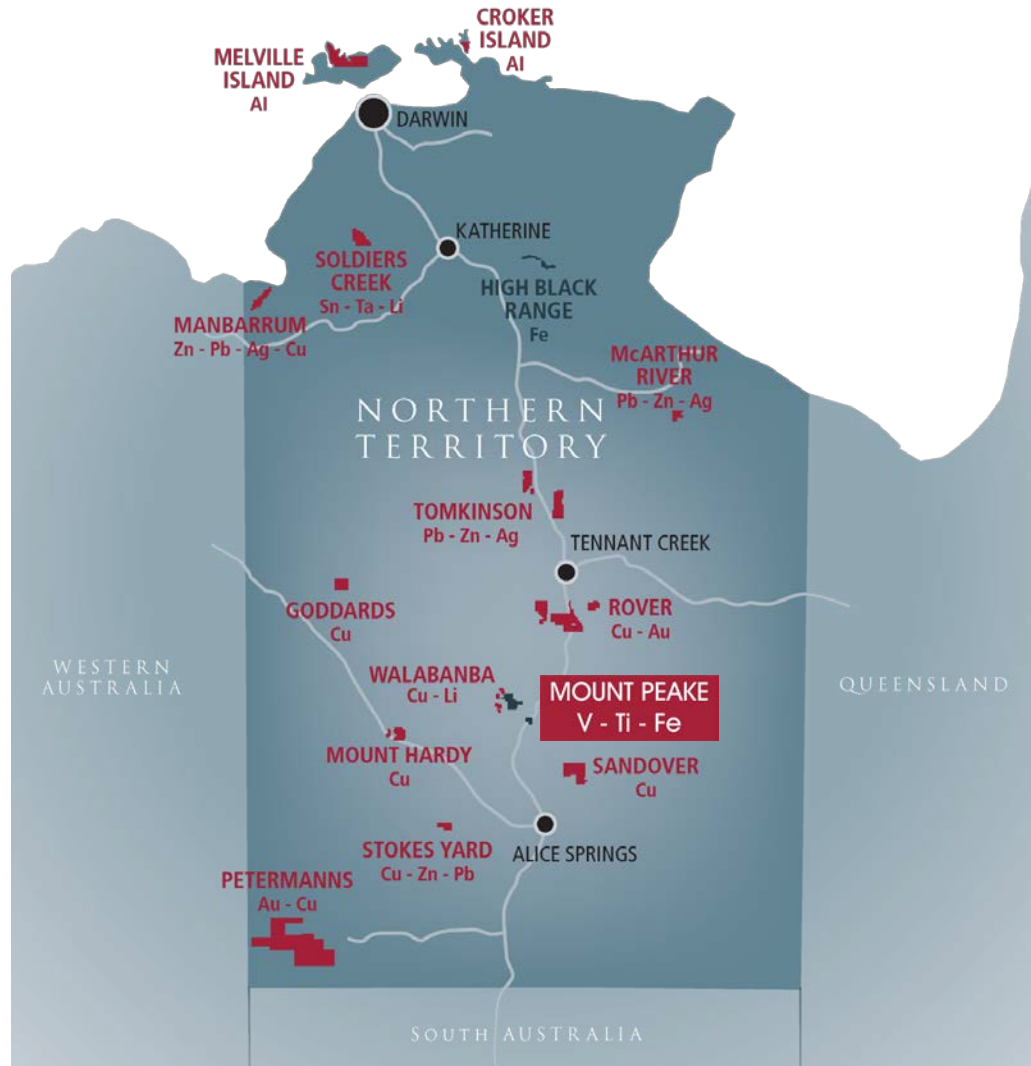 CROKER
ISLAND
Al
MELVILLE
ISLAND
Al
DARWIN
KATHERINE
SOLDIERS
CREEK
Sn - Ta - Li
HIGH BLACK
RANGE
Fe
MANBARRUM
Zn - Pb - Ag - Cu
McARTHUR
RIVER
Pb - Zn - Ag
NORTHERN
TERRITORY
TOMKINSON
Pb - Zn - Ag
TENNANT CREEK
GODDARDS
Cu
ROVER
Cu - Au
WESTERN
AUSTRALIA
WALABANBA
Cu - Li
MOUNT PEAKE
V - Ti - Fe
QUEENSLAND
MOUNT HARDY
Cu
SANDOVER
Cu
STOKES YARD
Cu - Zn - Pb
ALICE SPRINGS
PETERMANNS
Au - Cu
SOUTH AUSTRALIA